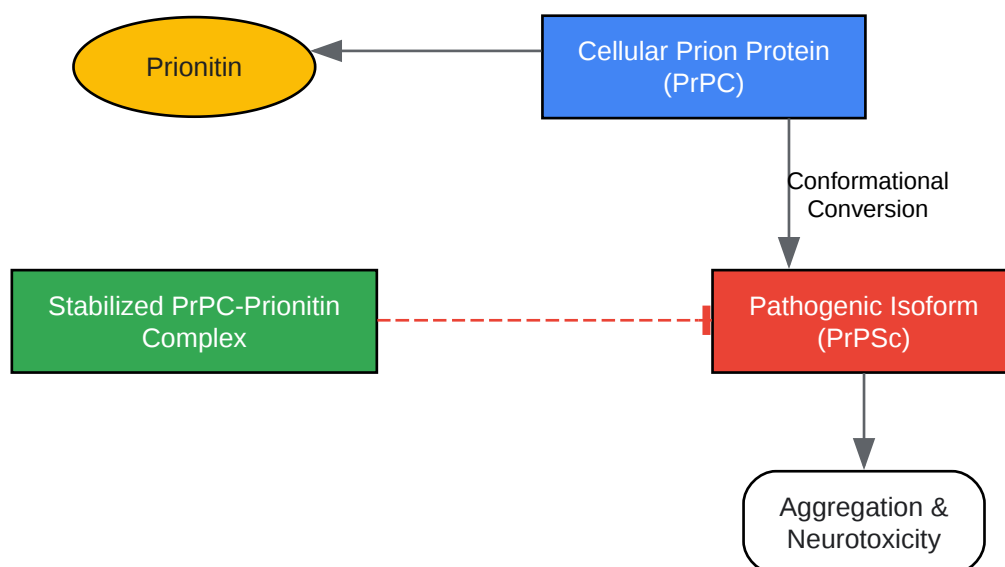 Prionitin
Cellular Prion Protein
(PrPC)
Conformational
Conversion
Stabilized PrPC-Prionitin
Complex
Pathogenic Isoform
(PrPSc)
Aggregation &
Neurotoxicity